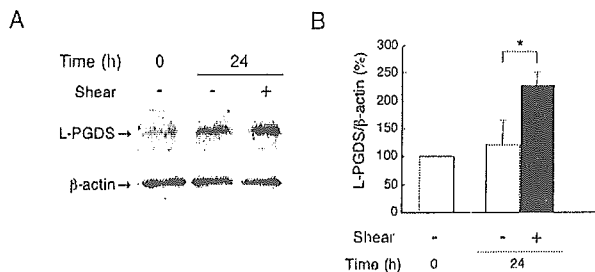 A
Time (h) 0 24
Shear - - +
L-PGDS→
β-actin→
B
L-PGDS/β-actin (%)
300
250
200
150
100
50
0
*
Shear - - +
Time (h) 0 24